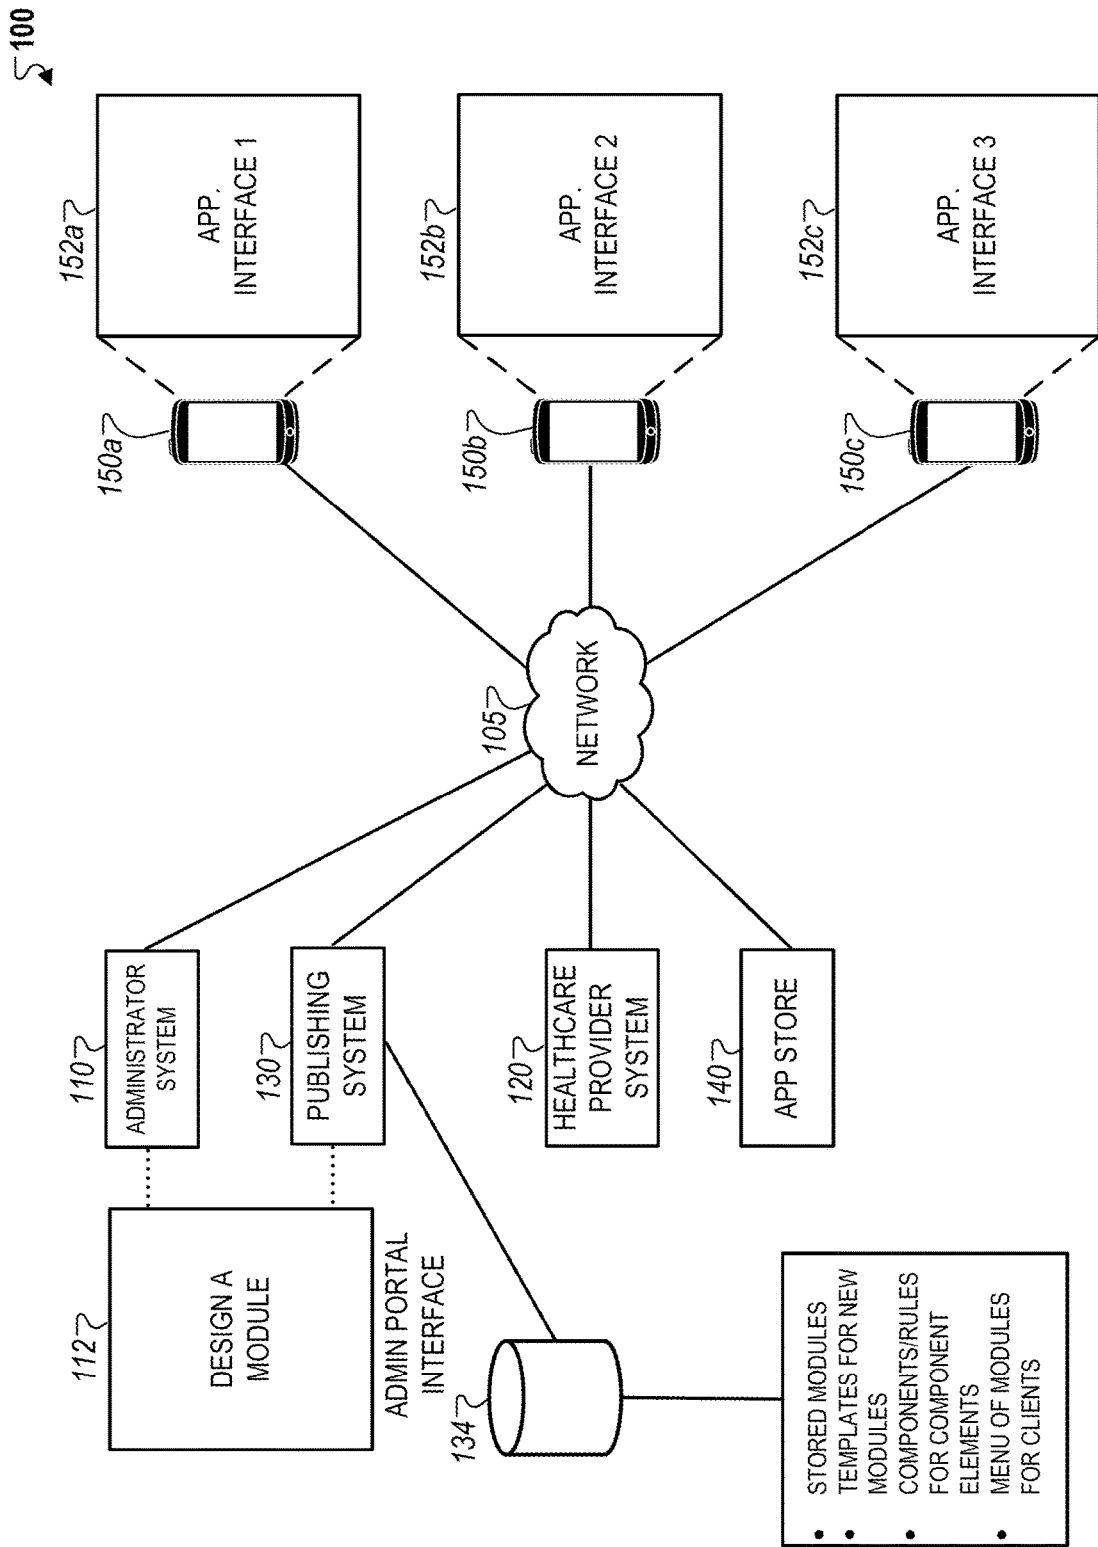 100
112
DESIGN A
MODULE
ADMIN PORTAL
INTERFACE
110
ADMINISTRATOR
SYSTEM
130
PUBLISHING
SYSTEM
120
HEALTHCARE
PROVIDER
SYSTEM
140
APP STORE
134
• STORED MODULES
• TEMPLATES FOR NEW
MODULES
• COMPONENTS/RULES
FOR COMPONENT
ELEMENTS
• MENU OF MODULES
FOR CLIENTS
105
NETWORK
150a
152a
APP.
INTERFACE 1
150b
152b
APP.
INTERFACE 2
150c
152c
APP.
INTERFACE 3